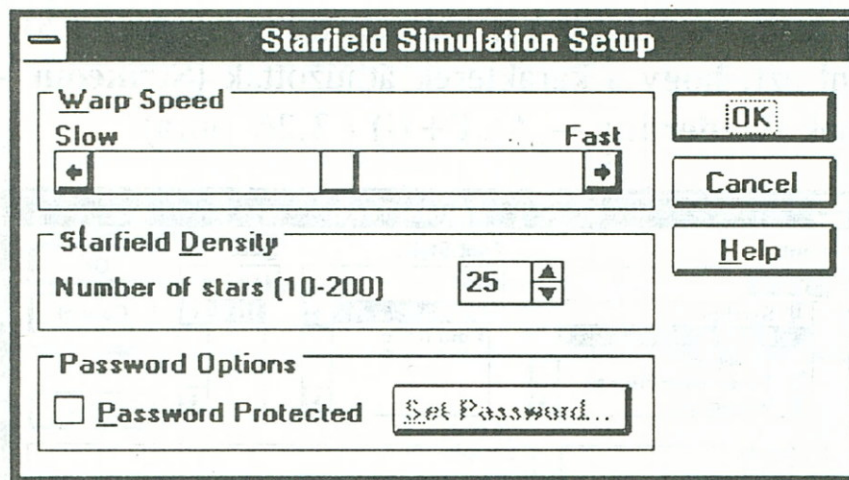 Starfield Simulation Setup
Warp Speed
Slow Fast
Starfield Density
Number of stars (10-200) 25
Password Options
Password Protected Set Password...
OK
Cancel
Help